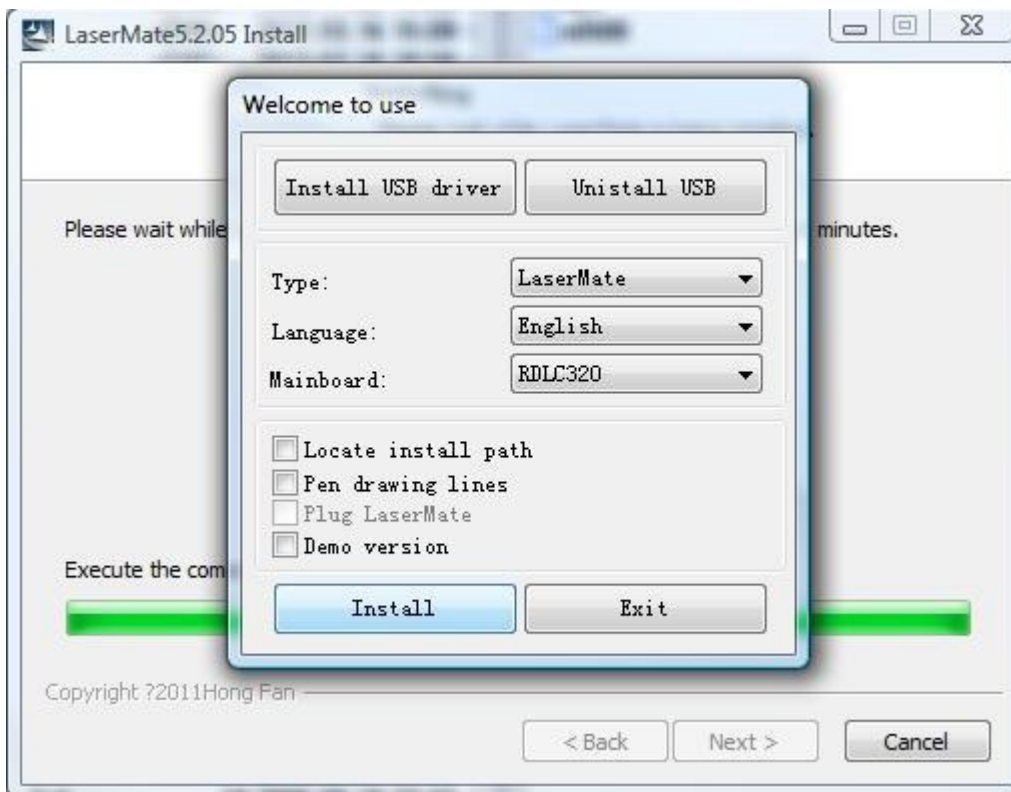 LaserMate5.2.05 Install
Welcome to use
Install USB driver
Unistall USB
Please wait while
minutes.
Type:
LaserMate
Language:
English
Mainboard:
RDLC320
Locate install path
Pen drawing lines
Plug LaserMate
Demo version
Execute the com
Install
Exit
Copyright ?2011Hong Fan
< Back
Next >
Cancel